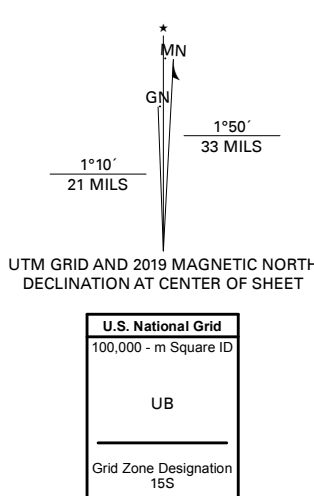 ★
MN
GN
1°50´
33 MILS
1°10´
21 MILS
UTM GRID AND 2019 MAGNETIC NORTH
DECLINATION AT CENTER OF SHEET
U.S. National Grid
100,000 - m Square ID
UB
Grid Zone Designation
15S